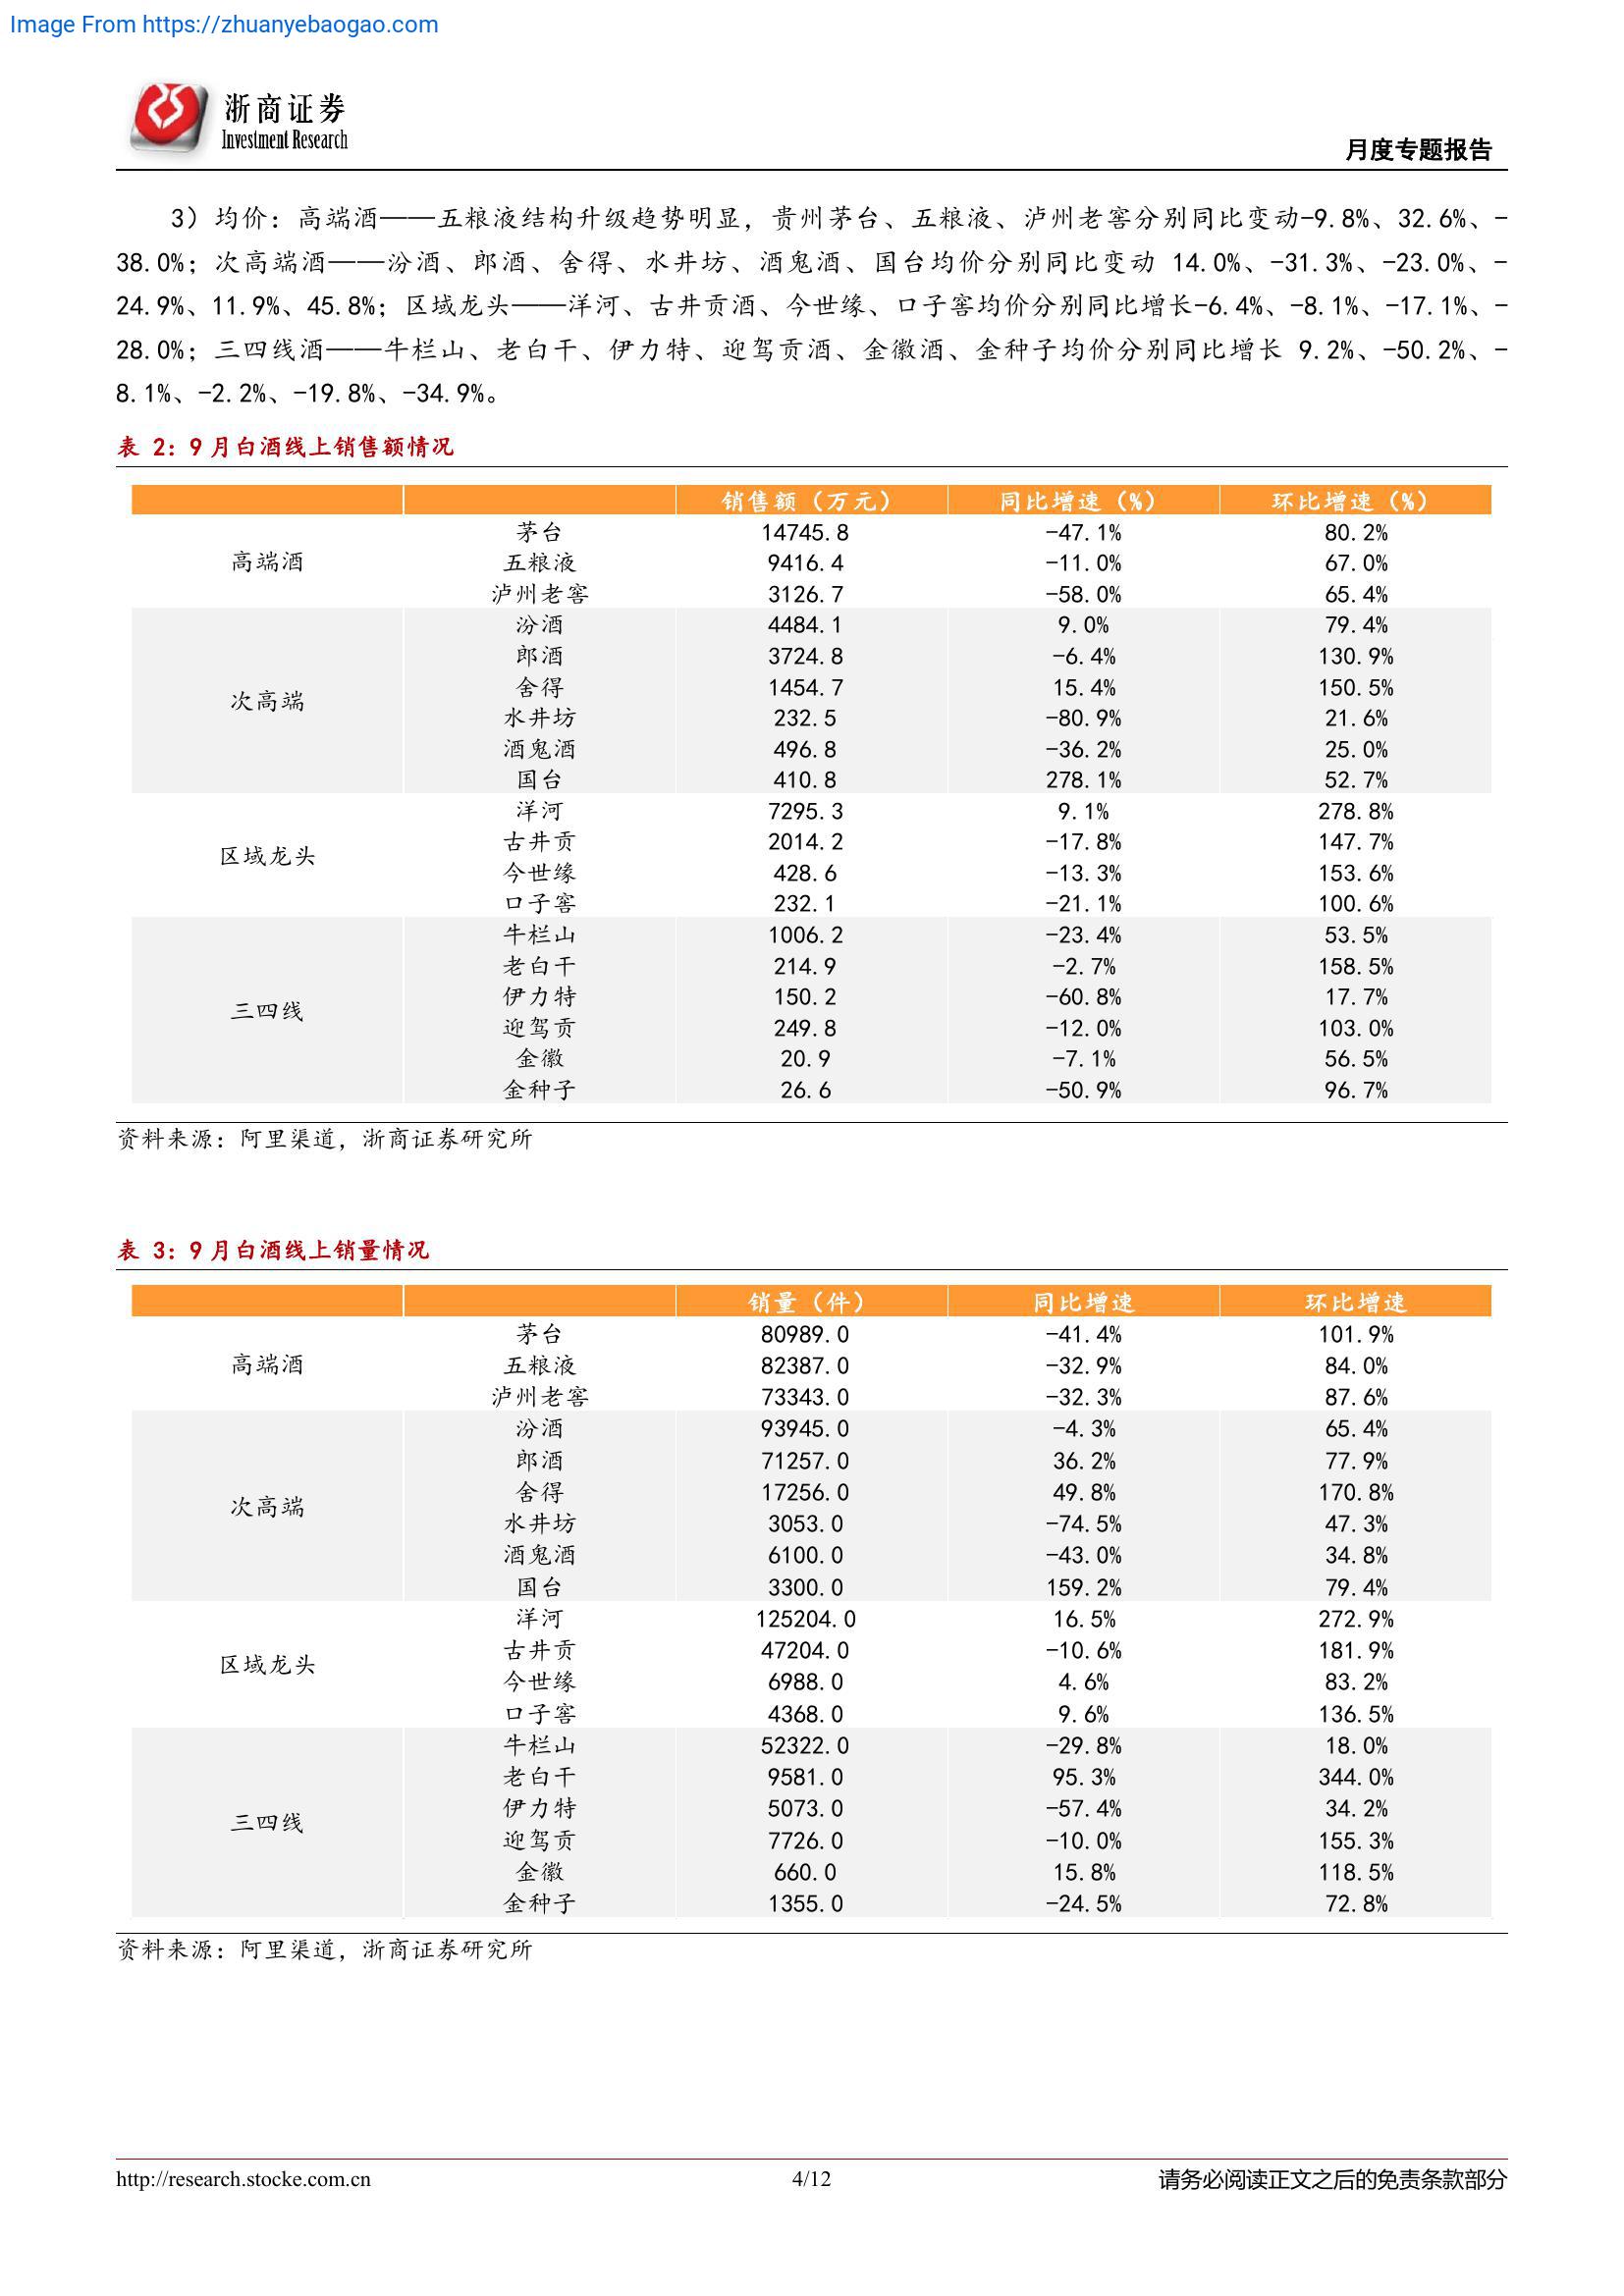 Image From https://zhuanyebaogao.com
浙商证券
Investment Research
月度专题报告
3）均价：高端酒——五粮液结构升级趋势明显，贵州茅台、五粮液、泸州老窖分别同比变动-9.8%、32.6%、-
38.0%；次高端酒——汾酒、郎酒、舍得、水井坊、酒鬼酒、国台均价分别同比变动 14.0%、-31.3%、-23.0%、-
24.9%、11.9%、45.8%；区域龙头——洋河、古井贡酒、今世缘、口子窖均价分别同比增长-6.4%、-8.1%、-17.1%、-
28.0%；三四线酒——牛栏山、老白干、伊力特、迎驾贡酒、金徽酒、金种子均价分别同比增长 9.2%、-50.2%、-
8.1%、-2.2%、-19.8%、-34.9%。
表 2：9 月白酒线上销售额情况
销售额（万元） 同比增速（%） 环比增速（%）
茅台 14745.8 -47.1% 80.2%
高端酒 五粮液 9416.4 -11.0% 67.0%
泸州老窖 3126.7 -58.0% 65.4%
汾酒 4484.1 9.0% 79.4%
郎酒 3724.8 -6.4% 130.9%
舍得 1454.7 15.4% 150.5%
次高端
水井坊 232.5 -80.9% 21.6%
酒鬼酒 496.8 -36.2% 25.0%
国台 410.8 278.1% 52.7%
洋河 7295.3 9.1% 278.8%
古井贡 2014.2 -17.8% 147.7%
区域龙头
今世缘 428.6 -13.3% 153.6%
口子窖 232.1 -21.1% 100.6%
牛栏山 1006.2 -23.4% 53.5%
老白干 214.9 -2.7% 158.5%
伊力特 150.2 -60.8% 17.7%
三四线
迎驾贡 249.8 -12.0% 103.0%
金徽 20.9 -7.1% 56.5%
金种子 26.6 -50.9% 96.7%
资料来源：阿里渠道，浙商证券研究所
表 3：9 月白酒线上销量情况
销量（件） 同比增速 环比增速
茅台 80989.0 -41.4% 101.9%
高端酒 五粮液 82387.0 -32.9% 84.0%
泸州老窖 73343.0 -32.3% 87.6%
汾酒 93945.0 -4.3% 65.4%
郎酒 71257.0 36.2% 77.9%
舍得 17256.0 49.8% 170.8%
次高端
水井坊 3053.0 -74.5% 47.3%
酒鬼酒 6100.0 -43.0% 34.8%
国台 3300.0 159.2% 79.4%
洋河 125204.0 16.5% 272.9%
古井贡 47204.0 -10.6% 181.9%
区域龙头
今世缘 6988.0 4.6% 83.2%
口子窖 4368.0 9.6% 136.5%
牛栏山 52322.0 -29.8% 18.0%
老白干 9581.0 95.3% 344.0%
伊力特 5073.0 -57.4% 34.2%
三四线
迎驾贡 7726.0 -10.0% 155.3%
金徽 660.0 15.8% 118.5%
金种子 1355.0 -24.5% 72.8%
资料来源：阿里渠道，浙商证券研究所
http://research.stocke.com.cn 4/12 请务必阅读正文之后的免责条款部分